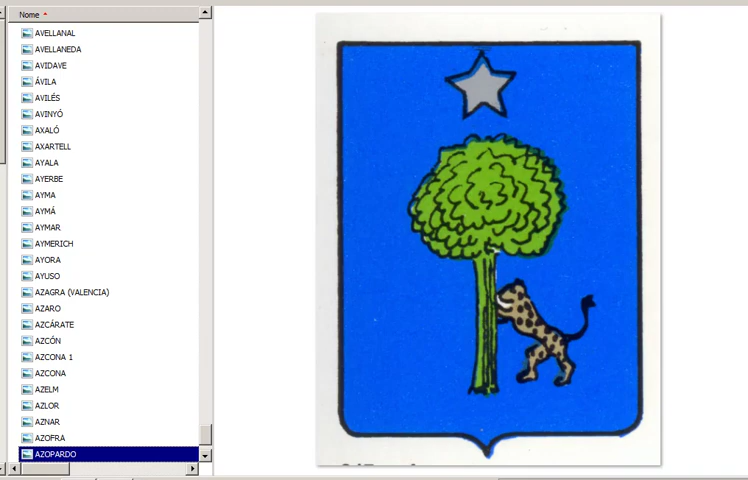 Nome
AVELLANAL
AVELLANEDA
AVIDAVE
ÁVILA
AVILÉS
AVINYÓ
AXALÓ
AXARTELL
AYALA
AYERBE
AYMA
AYMÁ
AYMAR
AYMERICH
AYORA
AYUSO
AZAGRA (VALENCIA)
AZARO
AZCÁRATE
AZCÓN
AZCONA 1
AZCONA
AZELM
AZLOR
AZNAR
AZOFRA
AZOPARDO